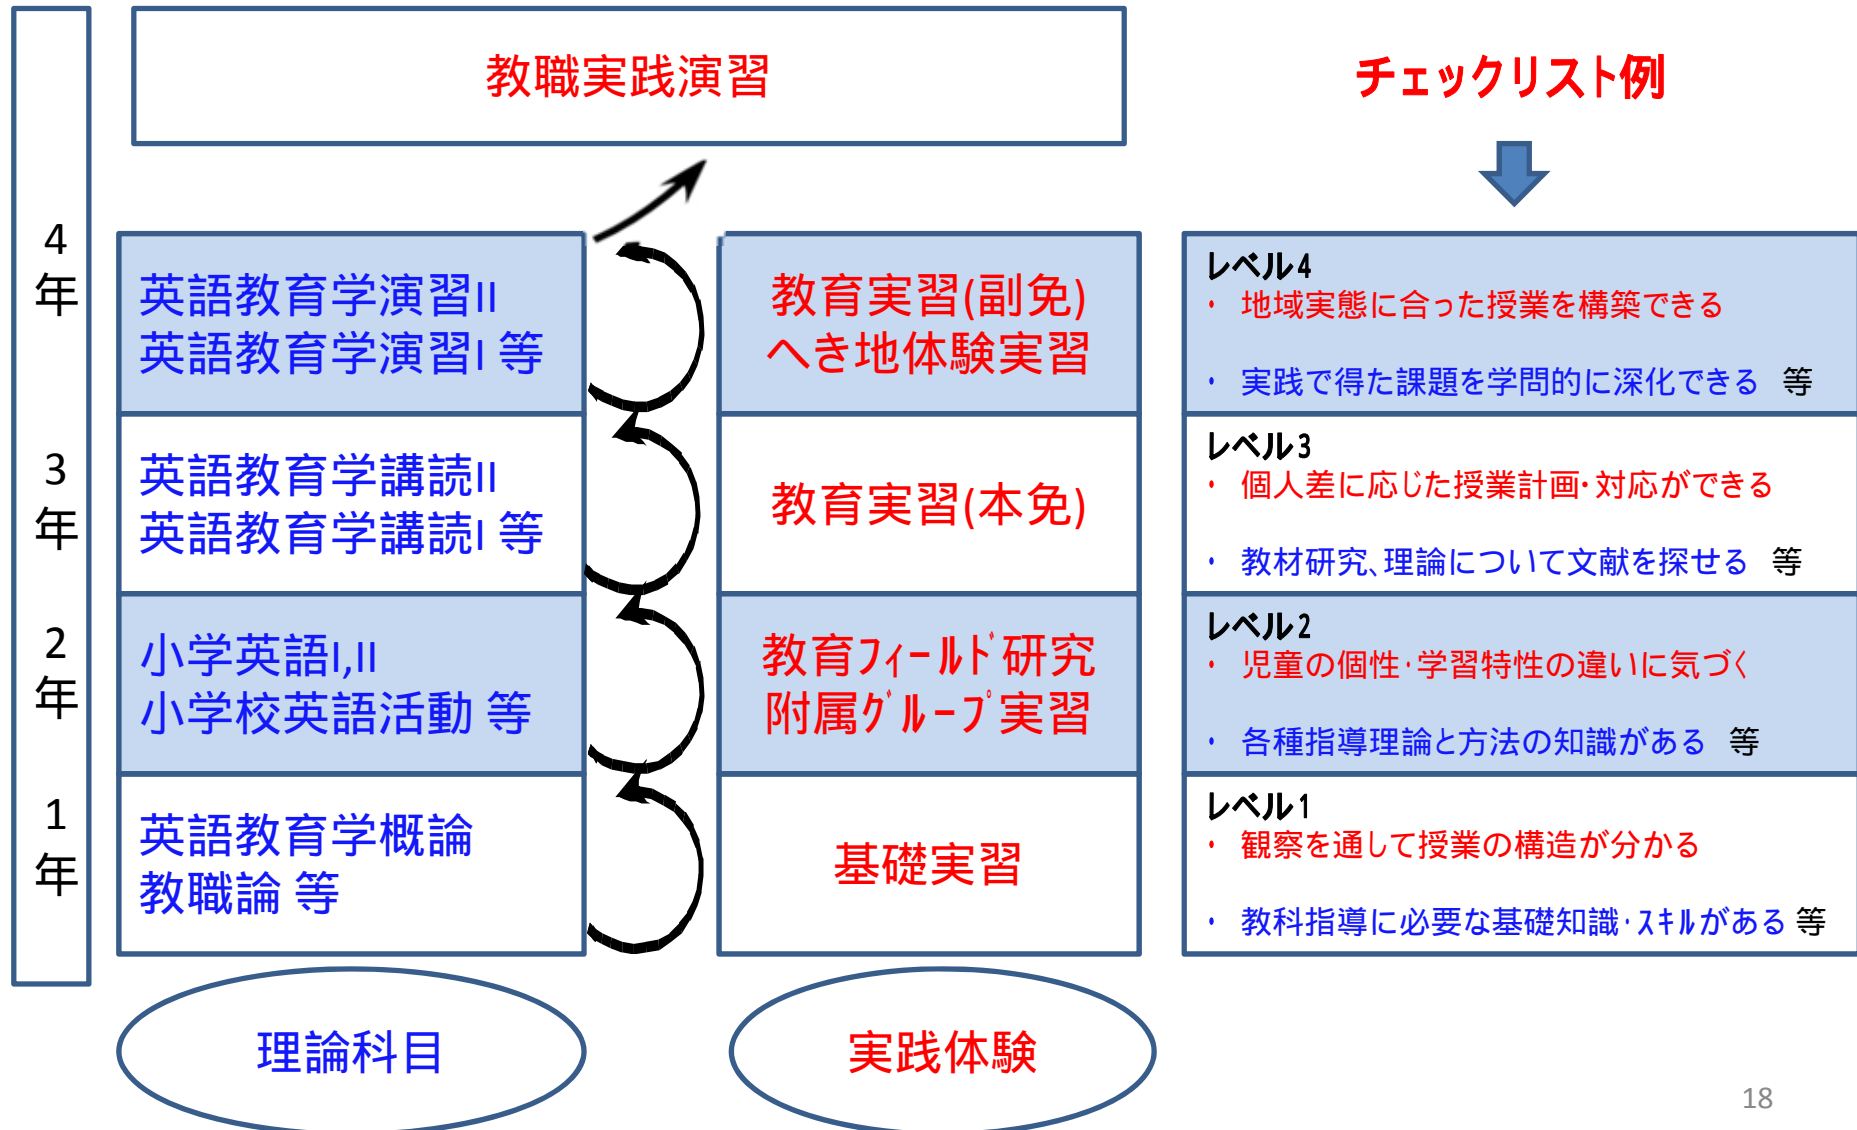 教職実践演習
チェックリスト例
4年
英語教育学演習II
英語教育学演習I 等
教育実習(副免)
へき地体験実習
レベル4
・ 地域実態に合った授業を構築できる
・ 実践で得た課題を学問的に深化できる 等
3年
英語教育学講読II
英語教育学講読I 等
教育実習(本免)
レベル3
・ 個人差に応じた授業計画・対応ができる
・ 教材研究、理論について文献を探せる 等
2年
小学英語I,II
小学校英語活動 等
教育フィールド研究
附属グループ実習
レベル2
・ 児童の個性・学習特性の違いに気づく
・ 各種指導理論と方法の知識がある 等
1年
英語教育学概論
教職論 等
基礎実習
レベル1
・ 観察を通して授業の構造が分かる
・ 教科指導に必要な基礎知識・スキルがある 等
理論科目
実践体験
18